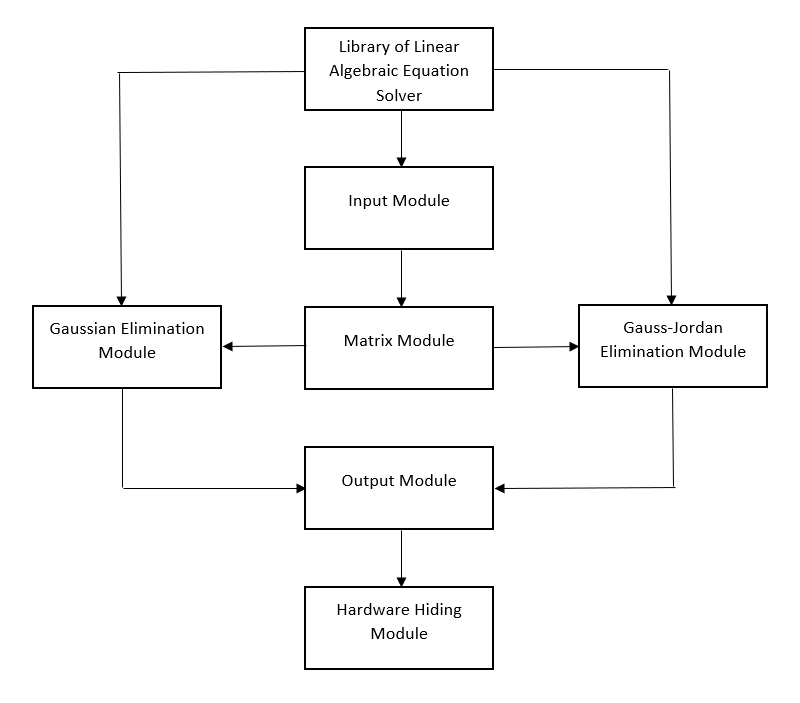 Library of Linear
Algebraic Equation
Solver
Input Module
Gaussian Elimination
Module
Matrix Module
Gauss-Jordan
Elimination Module
Output Module
Hardware Hiding
Module